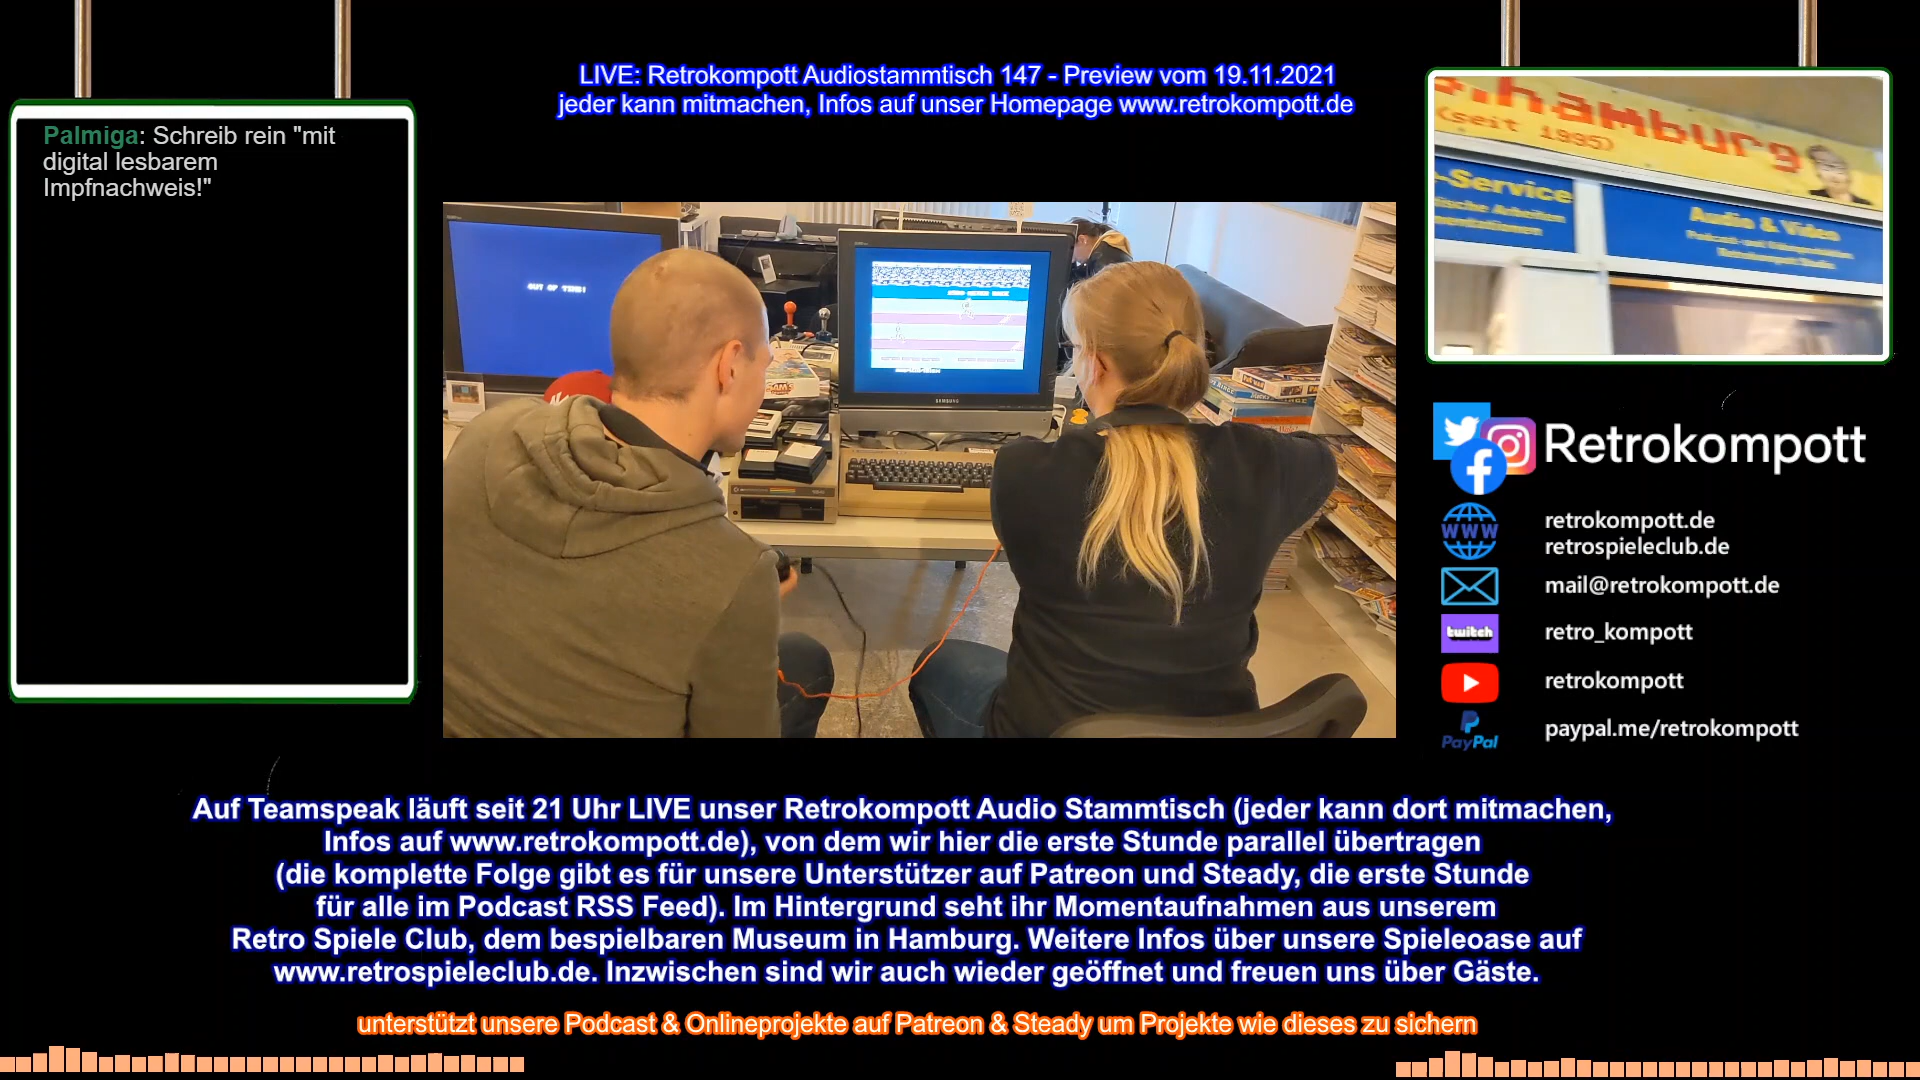 LIVE: Retrokompott Audiostammtisch 147 - Preview vom 19.11.2021
jeder kann mitmachen, Infos auf unser Homepage www.retrokompott.de
Palmiga: Schreib rein "mit
digital lesbarem
Impfnachweis!"
.hamburg
(seit 1995)
-Service
Audio & Video
OUT OF TIME!
SAMSUNG
Retrokompott
www
retrokompott.de
retrospieleclub.de
mail@retrokompott.de
twitch
retro_kompott
retrokompott
PayPal
paypal.me/retrokompott
Auf Teamspeak läuft seit 21 Uhr LIVE unser Retrokompott Audio Stammtisch (jeder kann dort mitmachen,
Infos auf www.retrokompott.de), von dem wir hier die erste Stunde parallel übertragen
(die komplette Folge gibt es für unsere Unterstützer auf Patreon und Steady, die erste Stunde
für alle im Podcast RSS Feed). Im Hintergrund seht ihr Momentaufnahmen aus unserem
Retro Spiele Club, dem bespielbaren Museum in Hamburg. Weitere Infos über unsere Spieleoase auf
www.retrospieleclub.de. Inzwischen sind wir auch wieder geöffnet und freuen uns über Gäste.
unterstützt unsere Podcast & Onlineprojekte auf Patreon & Steady um Projekte wie dieses zu sichern